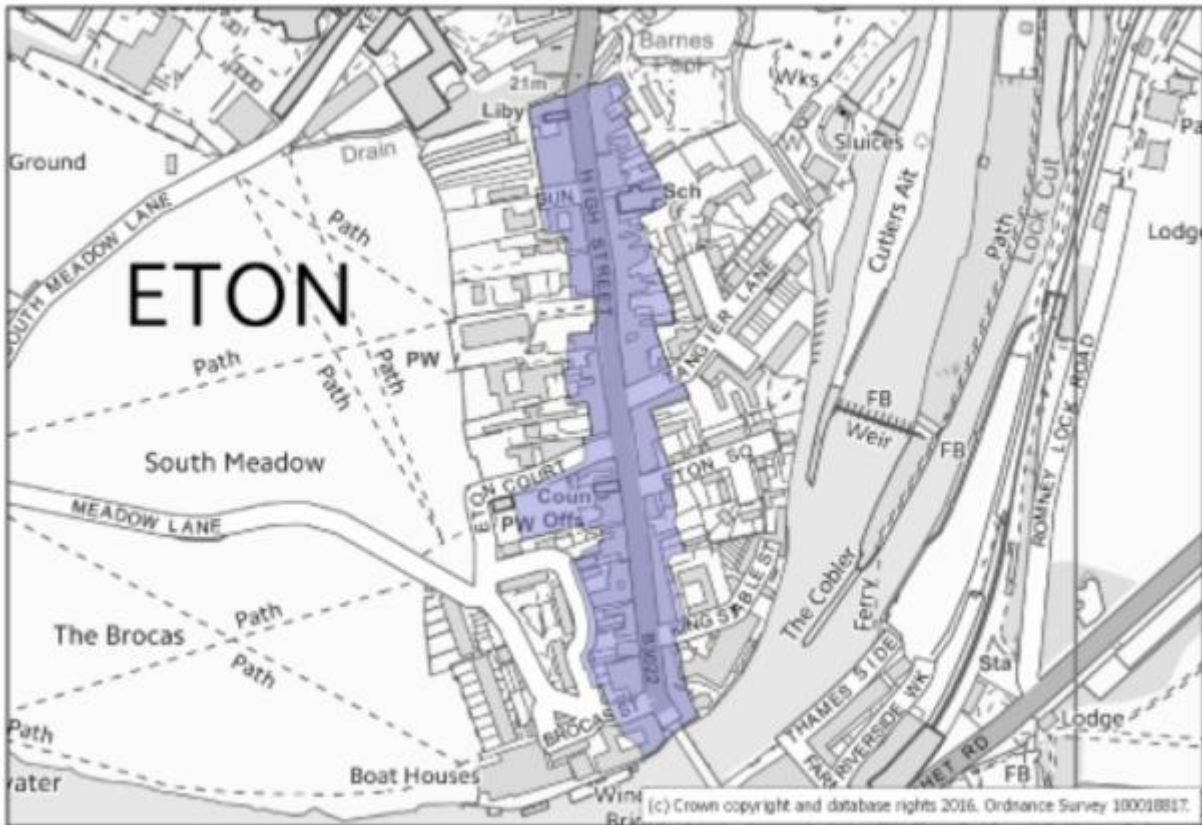 Barnes
Pool
21m
Liby
Wks
Sluices
Drain
Ground
SOUTH MEADOW LANE
Path
HIGH STREET
Sch
Cutlers Ait
Path
Lock Cut
Lodge
ETON
TANGIER LANE
Path
Path
Path
PW
FB
Weir
FB
ROMNEY LOCK ROAD
South Meadow
ETON COURT
ETON SQ
Coun
Offs
PW
MEADOW LANE
The Cobler
Ferry
KING STABLE ST
Path
The Brocas
B3022
Sta
Path
THAMES SIDE
RIVERSIDE WK
FARM
BROCAS ST
Path
Lodge
Boat Houses
FB
(c) Crown copyright and database rights 2016. Ordnance Survey 100018817.